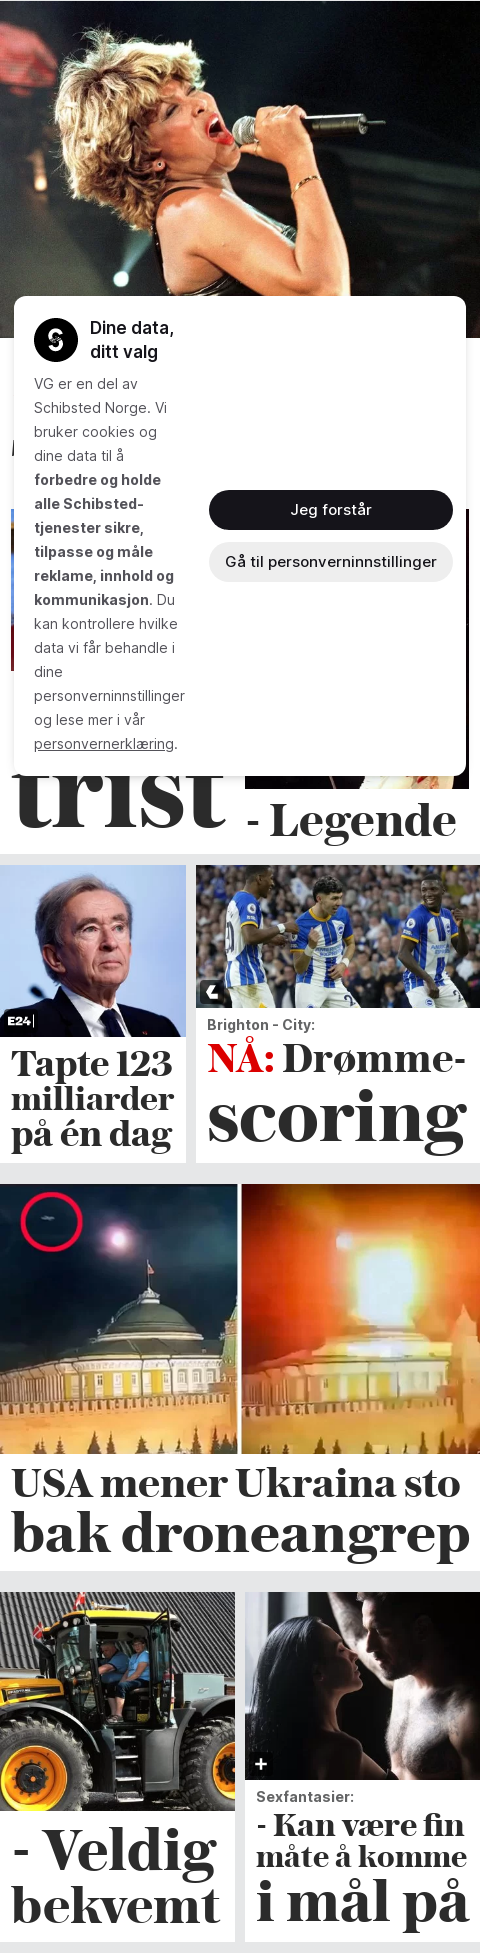 Dine data,
ditt valg
VG er en del av
Schibsted Norge. Vi
bruker cookies og
dine data til å
forbedre og holde
alle Schibsted-
tjenester sikre,
tilpasse og måle
reklame, innhold og
kommunikasjon. Du
kan kontrollere hvilke
data vi får behandle i
dine
personverninnstillinger
og lese mer i vår
personvernerklæring.
Jeg forstår
Gå til personverninnstillinger
trist
- Legende
E24
Tapte 123
milliarder
på én dag
Brighton - City:
NÅ: Drømme-
scoring
USA mener Ukraina sto
bak droneangrep
- Veldig
bekvemt
+
Sexfantasier:
- Kan være fin
måte å komme
i mål på